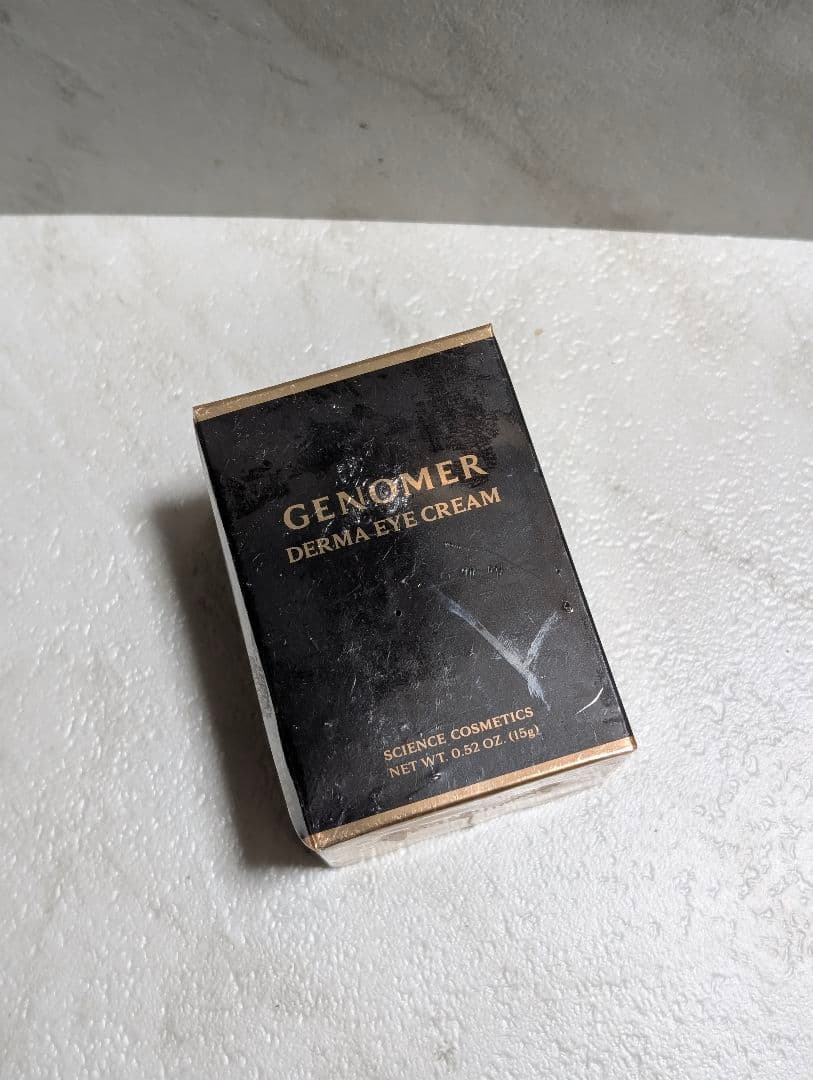 GENOMER
DERMA EYE CREAM
SCIENCE COSMETICS
NET WT. 0.52 OZ. (15g)